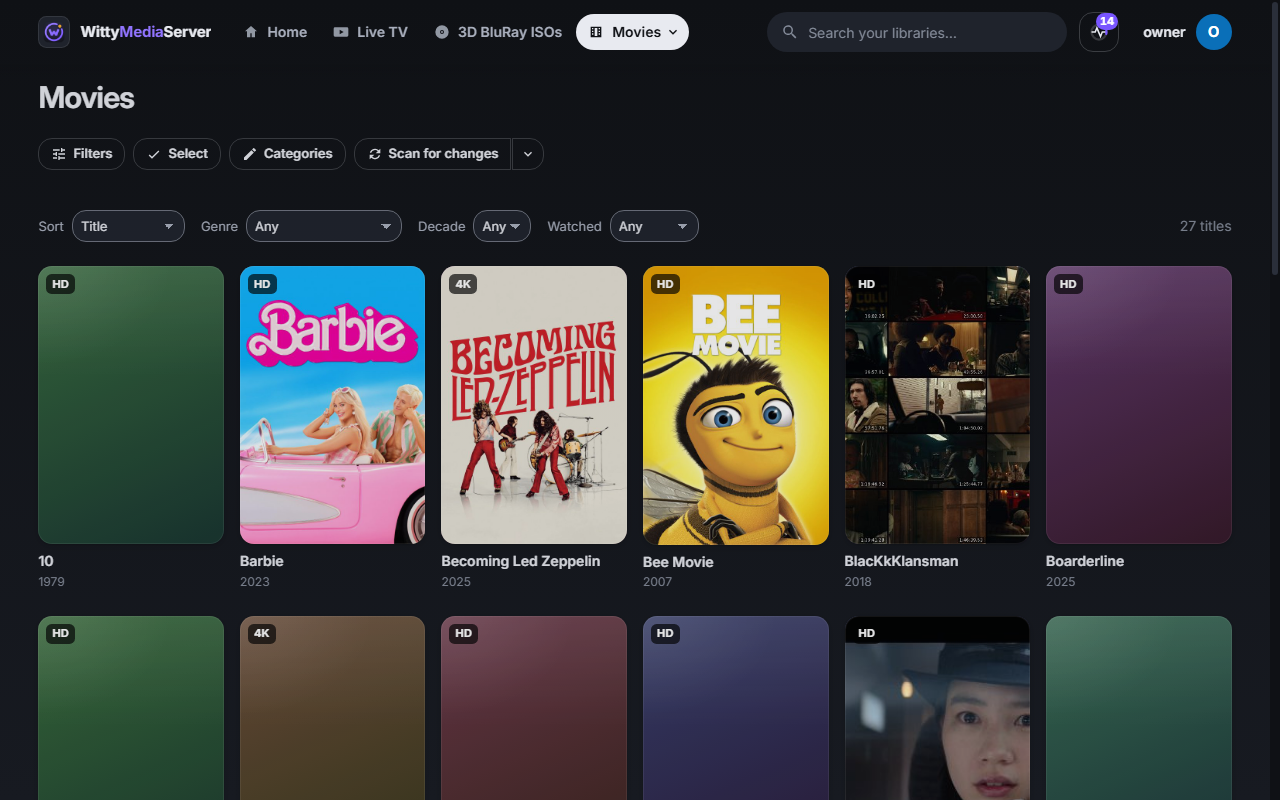 WittyMediaServer
Home
Live TV
3D BluRay ISOs
Movies
Search your libraries...
14
owner
O
Movies
Filters
Select
Categories
Scan for changes
Sort
Title
Genre
Any
Decade
Any
Watched
Any
27 titles
HD
HD
Barbie
4K
BECOMING
LED-ZEPPELIN
HD
BEE
MOVIE
HD
HD
10
1979
Barbie
2023
Becoming Led Zeppelin
2025
Bee Movie
2007
BlacKkKlansman
2018
Boarderline
2025
HD
4K
HD
HD
HD